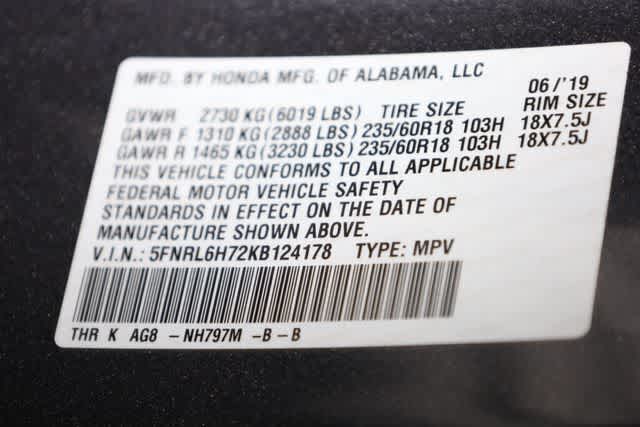 MFD. BY HONDA MFG. OF ALABAMA, LLC 06/'19
GVWR 2730 KG(6019 LBS) TIRE SIZE RIM SIZE
GAWR F 1310 KG(2888 LBS) 235/60R18 103H 18X7.5J
GAWR R 1465 KG(3230 LBS) 235/60R18 103H 18X7.5J
THIS VEHICLE CONFORMS TO ALL APPLICABLE
FEDERAL MOTOR VEHICLE SAFETY
STANDARDS IN EFFECT ON THE DATE OF
MANUFACTURE SHOWN ABOVE.
V.I.N.: 5FNRL6H72KB124178 TYPE: MPV
THR K AG8 - NH797M - B - B